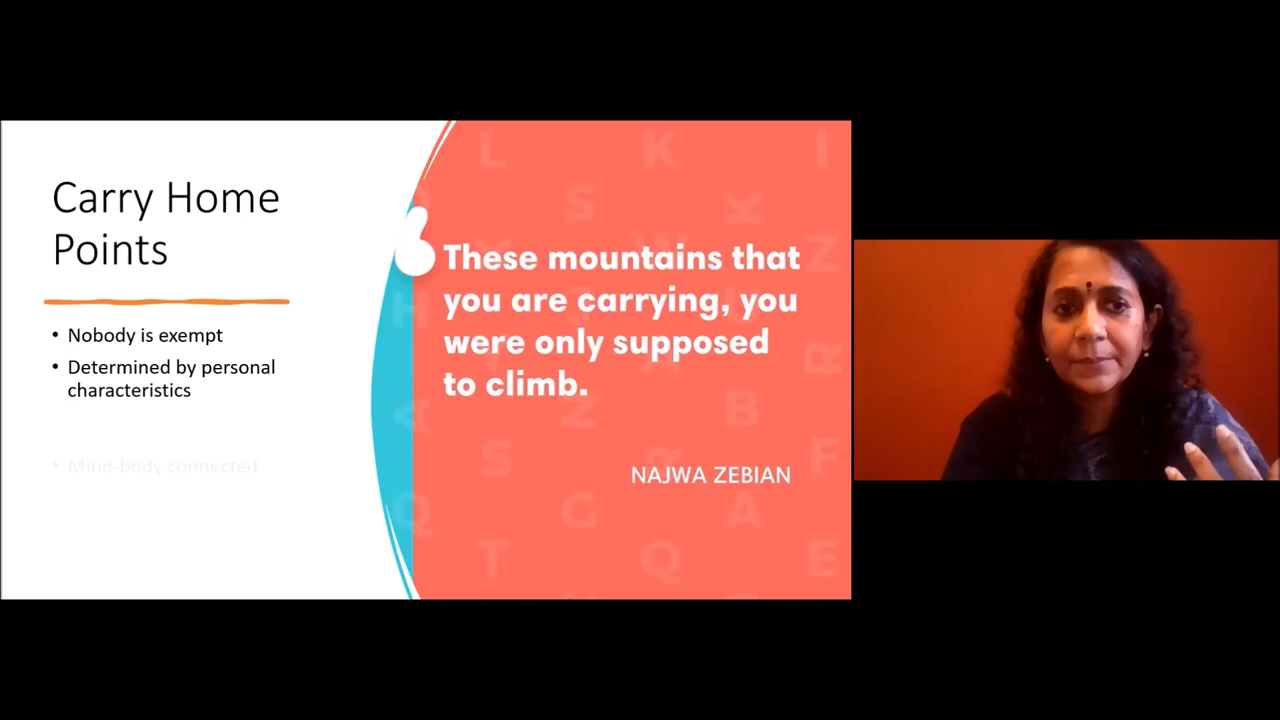 Carry Home
Points
• Nobody is exempt
• Determined by personal
characteristics
• Mind-body connected
These mountains that
you are carrying, you
were only supposed
to climb.
NAJWA ZEBIAN